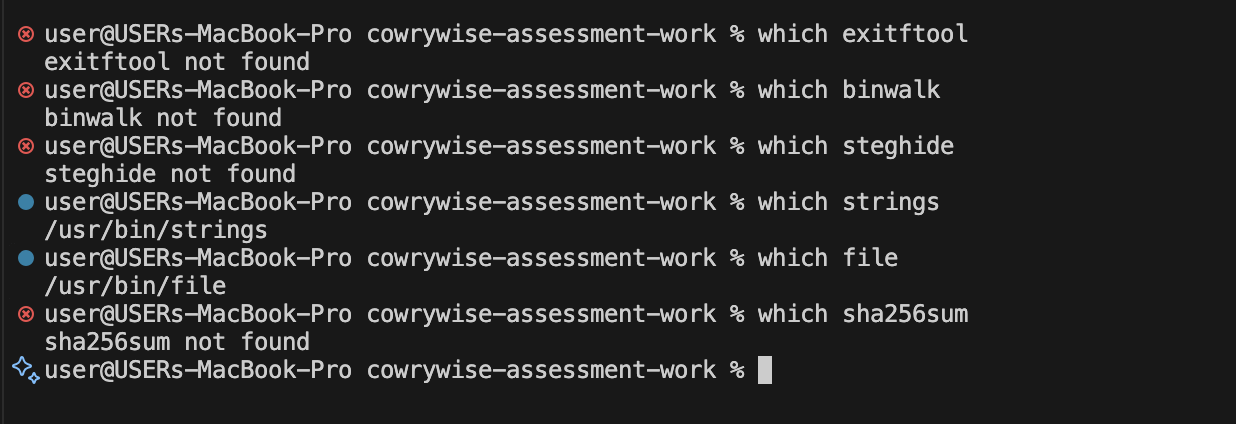 user@USERs-MacBook-Pro cowrywise-assessment-work % which exitftool
exitftool not found
user@USERs-MacBook-Pro cowrywise-assessment-work % which binwalk
binwalk not found
user@USERs-MacBook-Pro cowrywise-assessment-work % which steghide
steghide not found
user@USERs-MacBook-Pro cowrywise-assessment-work % which strings
/usr/bin/strings
user@USERs-MacBook-Pro cowrywise-assessment-work % which file
/usr/bin/file
user@USERs-MacBook-Pro cowrywise-assessment-work % which sha256sum
sha256sum not found
user@USERs-MacBook-Pro cowrywise-assessment-work %